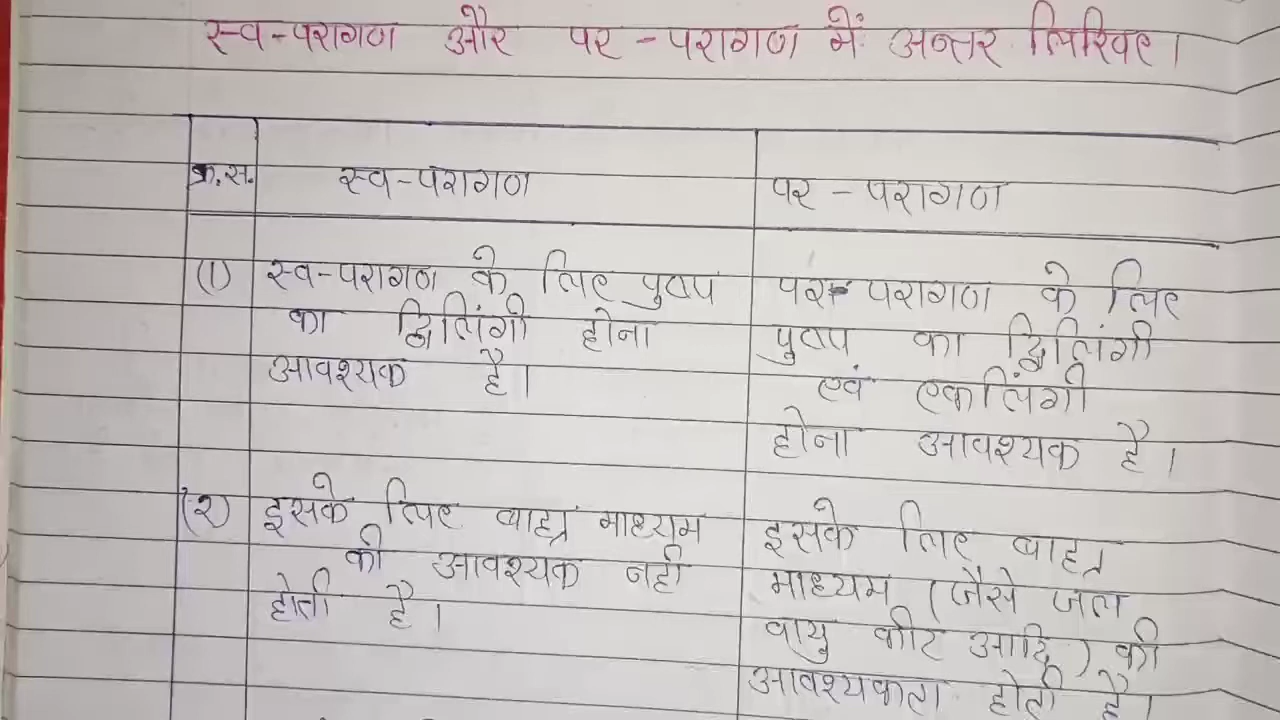 स्व-परागण और पर-परागण में अन्तर लिखिए।
क्र.स. स्व-परागण पर-परागण
(1) स्व-परागण के लिए पुष्प
का द्विलिंगी होना
आवश्यक है।
पर- परागण के लिए
पुष्प का द्विलिंगी
एवं एकलिंगी
होना आवश्यक है।
(२) इसके लिए बाह्य माध्यम
की आवश्यक नही
होती है।
इसके लिए बाह्य
माध्यम (जैसे जल
वायु कीट आदि) की
आवश्यकता होती है।